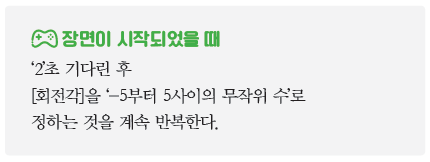 장면이 시작되었을 때
‘2’초 기다린 후
[회전각]을 ‘−5부터 5사이의 무작위 수’로
정하는 것을 계속 반복한다.